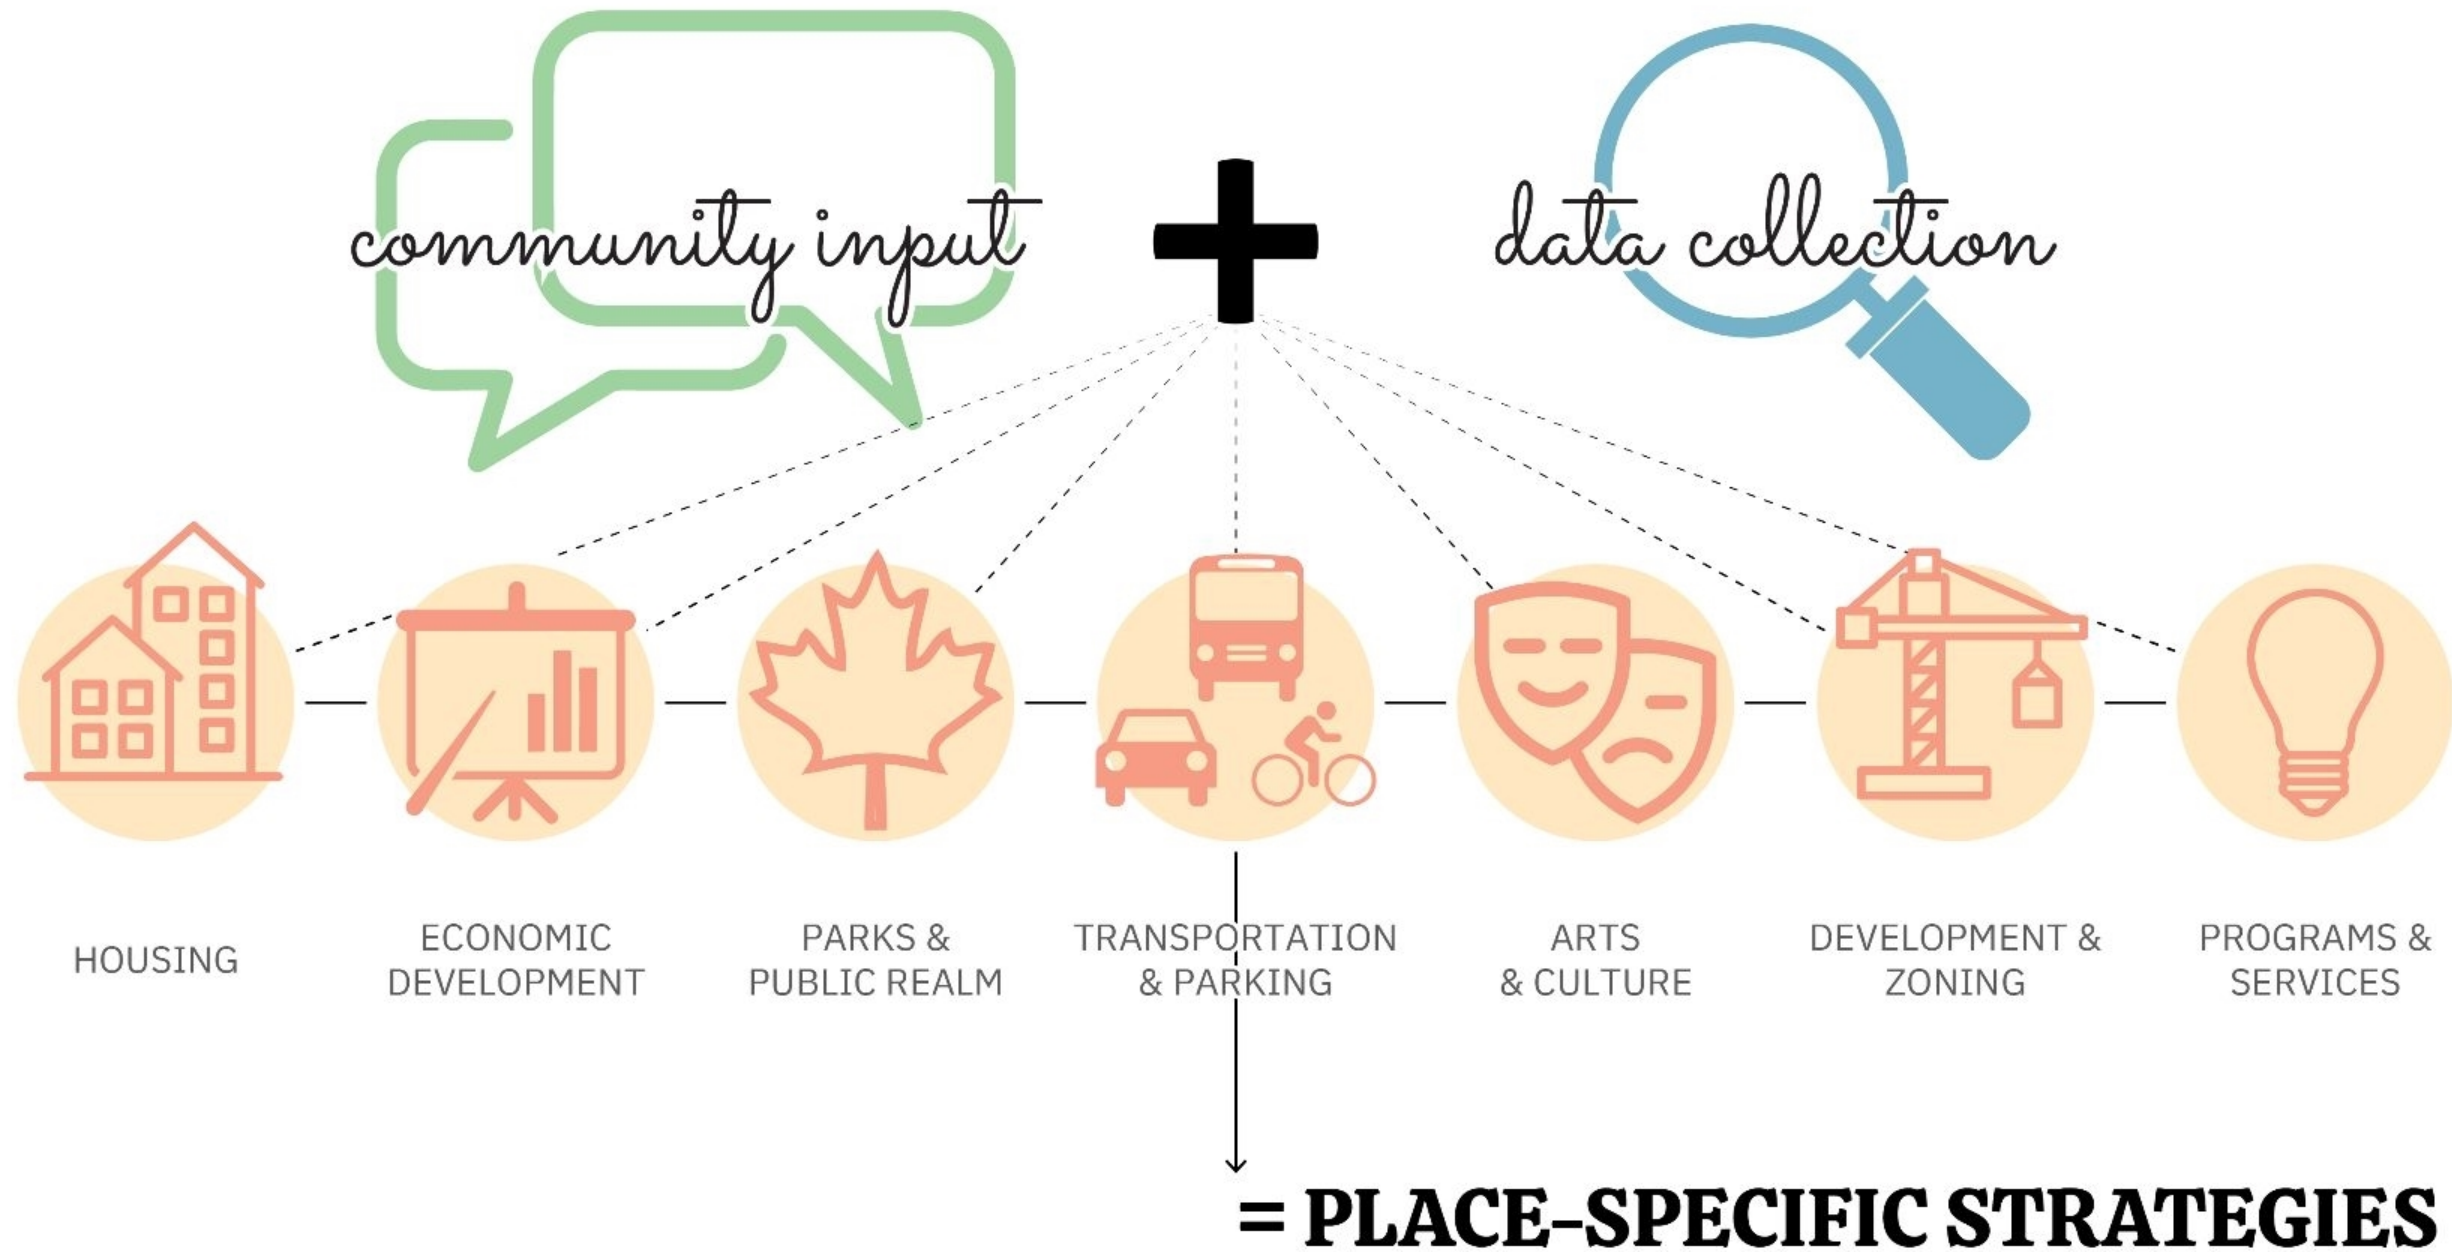 community input
+
data collection
HOUSING
ECONOMIC
DEVELOPMENT
PARKS &
PUBLIC REALM
TRANSPORTATION
& PARKING
ARTS
& CULTURE
DEVELOPMENT &
ZONING
PROGRAMS &
SERVICES
= PLACE-SPECIFIC STRATEGIES